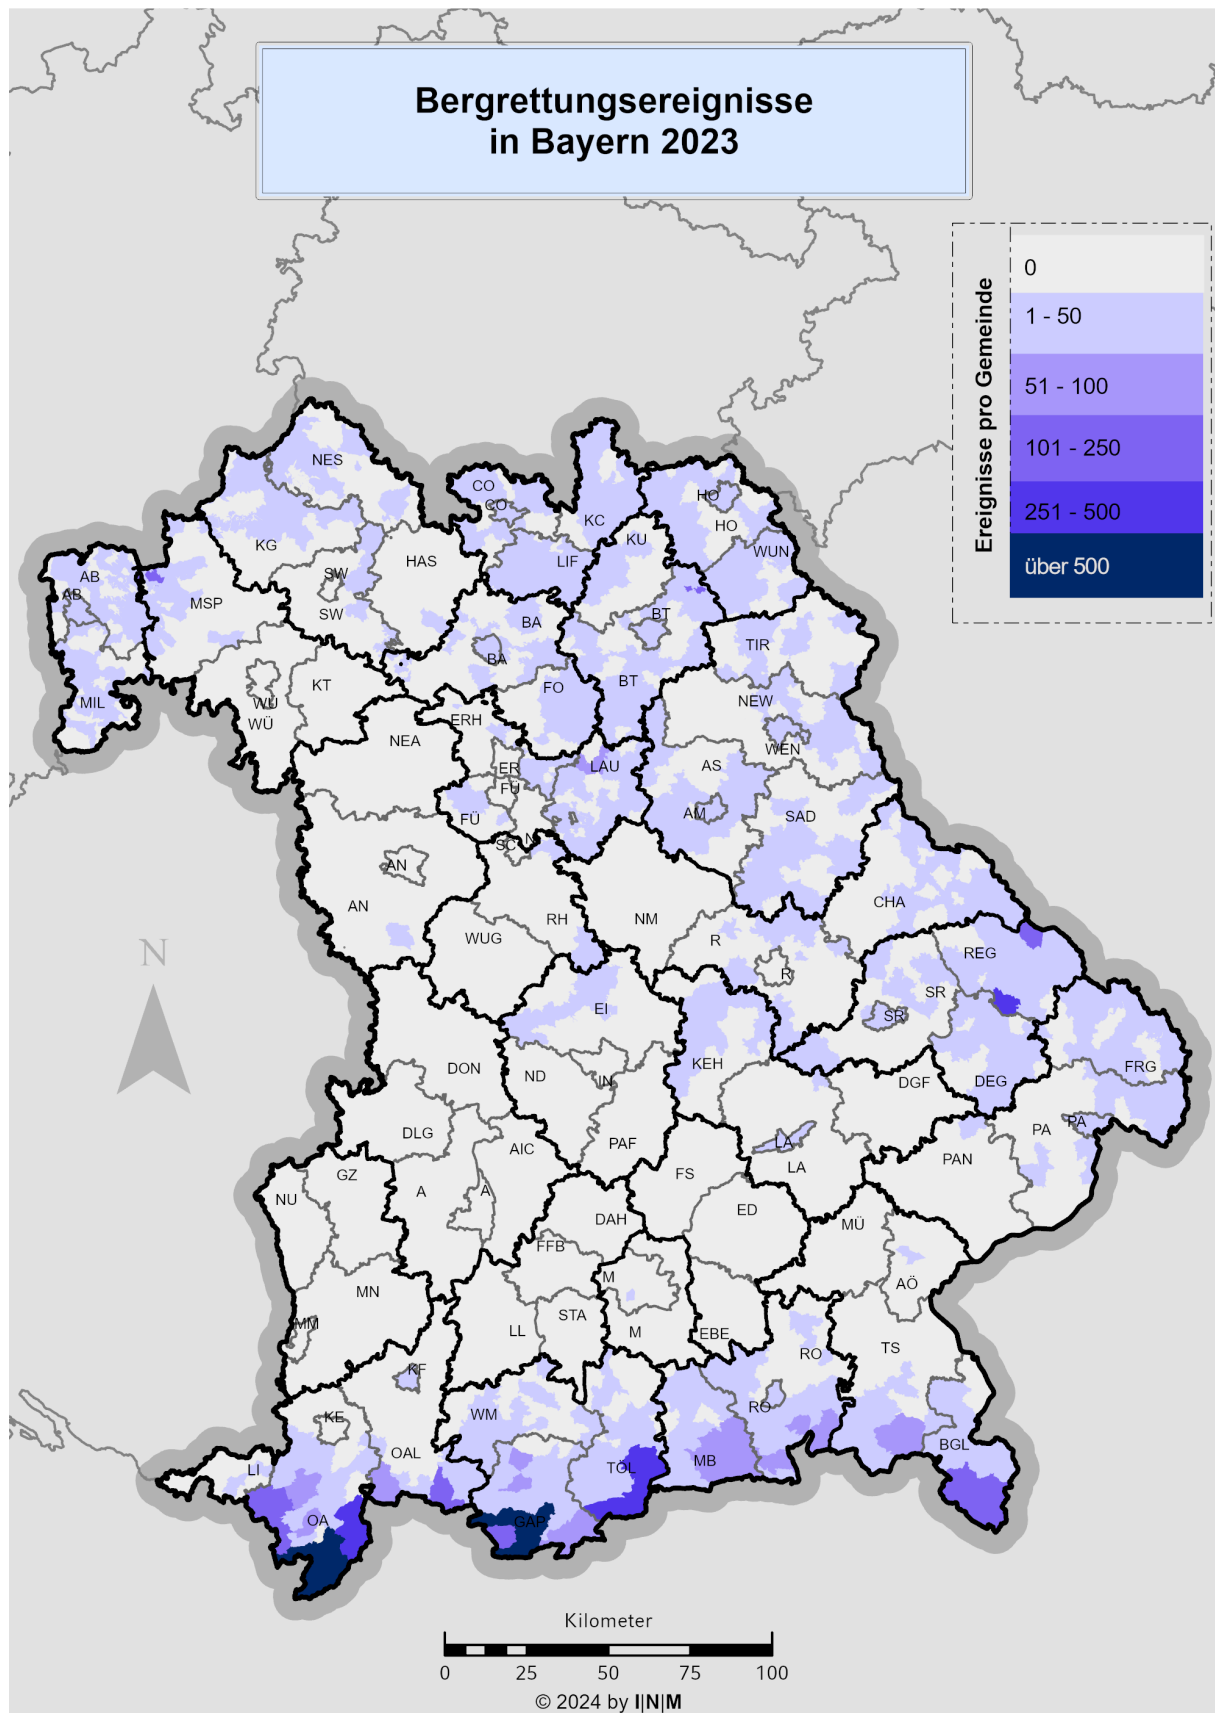 Bergrettungsereignisse
in Bayern 2023
Ereignisse pro Gemeinde
0
1 - 50
51 - 100
101 - 250
251 - 500
über 500
NES
CO
CO
KC
HO
HO
KG
KU
WUN
LIF
HAS
SW
SW
AB
AB
MSP
BT
BA
BA
TIR
KT
BT
FO
MIL
WÜ
WÜ
NEW
ERH
NEA
WEN
LAU
AS
ER
FÜ
FÜ
AM
SAD
N
SC
AN
AN
CHA
RH
NM
WUG
R
R
REG
N
SR
SR
EI
KEH
DON
ND
IN
DGF
DEG
FRG
DLG
PAF
AIC
LA
LA
PA
PA
PAN
GZ
NU
A
A
FS
ED
DAH
MÜ
FFB
M
AÖ
MN
MM
STA
LL
M
EBE
TS
RO
KF
RO
KE
WM
OAL
BGL
LI
TÖL
MB
OA
GAP
Kilometer
0 25 50 75 100
© 2024 by I|N|M